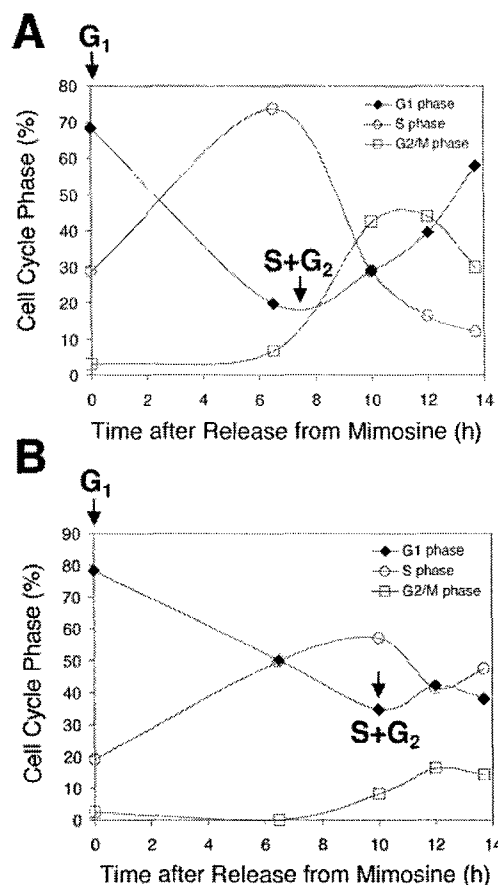 A
G1
80
70
60
50
40
30
20
10
0
Cell Cycle Phase (%)
G1 phase
S phase
G2/M phase
S+G2
0 2 4 6 8 10 12 14
Time after Release from Mimosine (h)
B
G1
90
80
70
60
50
40
30
20
10
0
Cell Cycle Phase (%)
G1 phase
S phase
G2/M phase
S+G2
0 2 4 6 8 10 12 14
Time after Release from Mimosine (h)